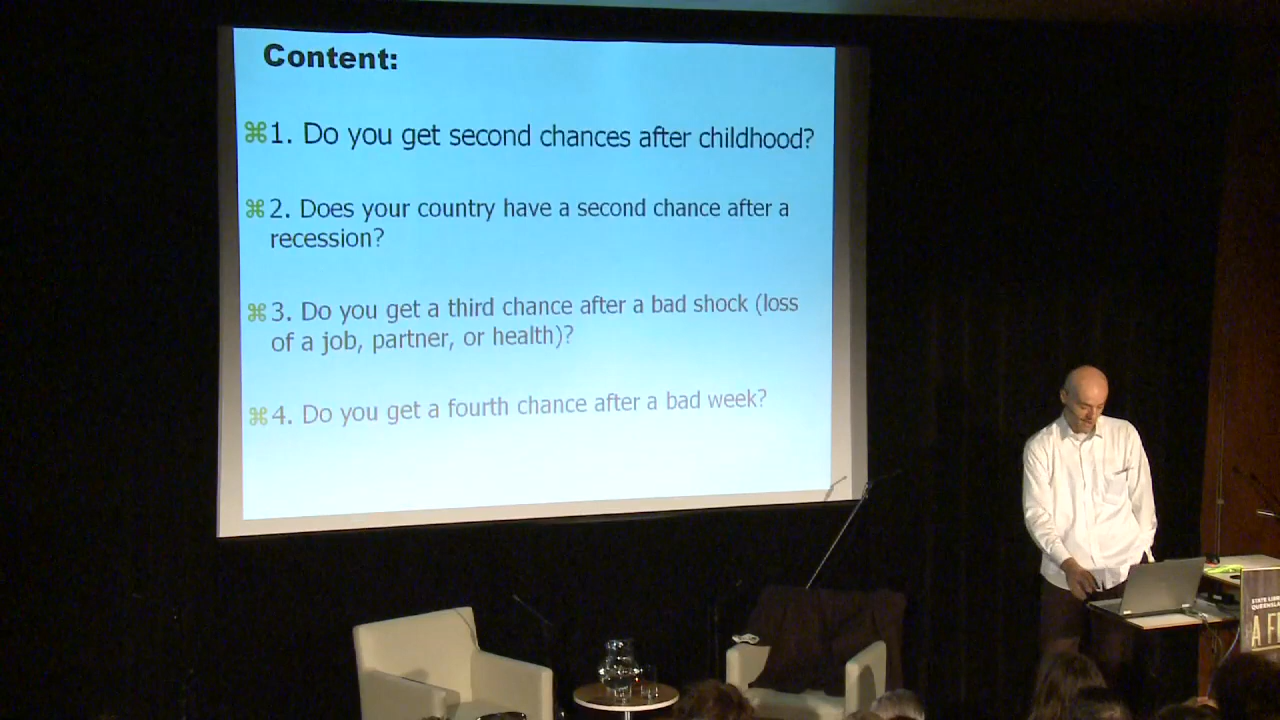 Content:
⌘1. Do you get second chances after childhood?
⌘2. Does your country have a second chance after a
recession?
⌘3. Do you get a third chance after a bad shock (loss
of a job, partner, or health)?
⌘4. Do you get a fourth chance after a bad week?
STATE